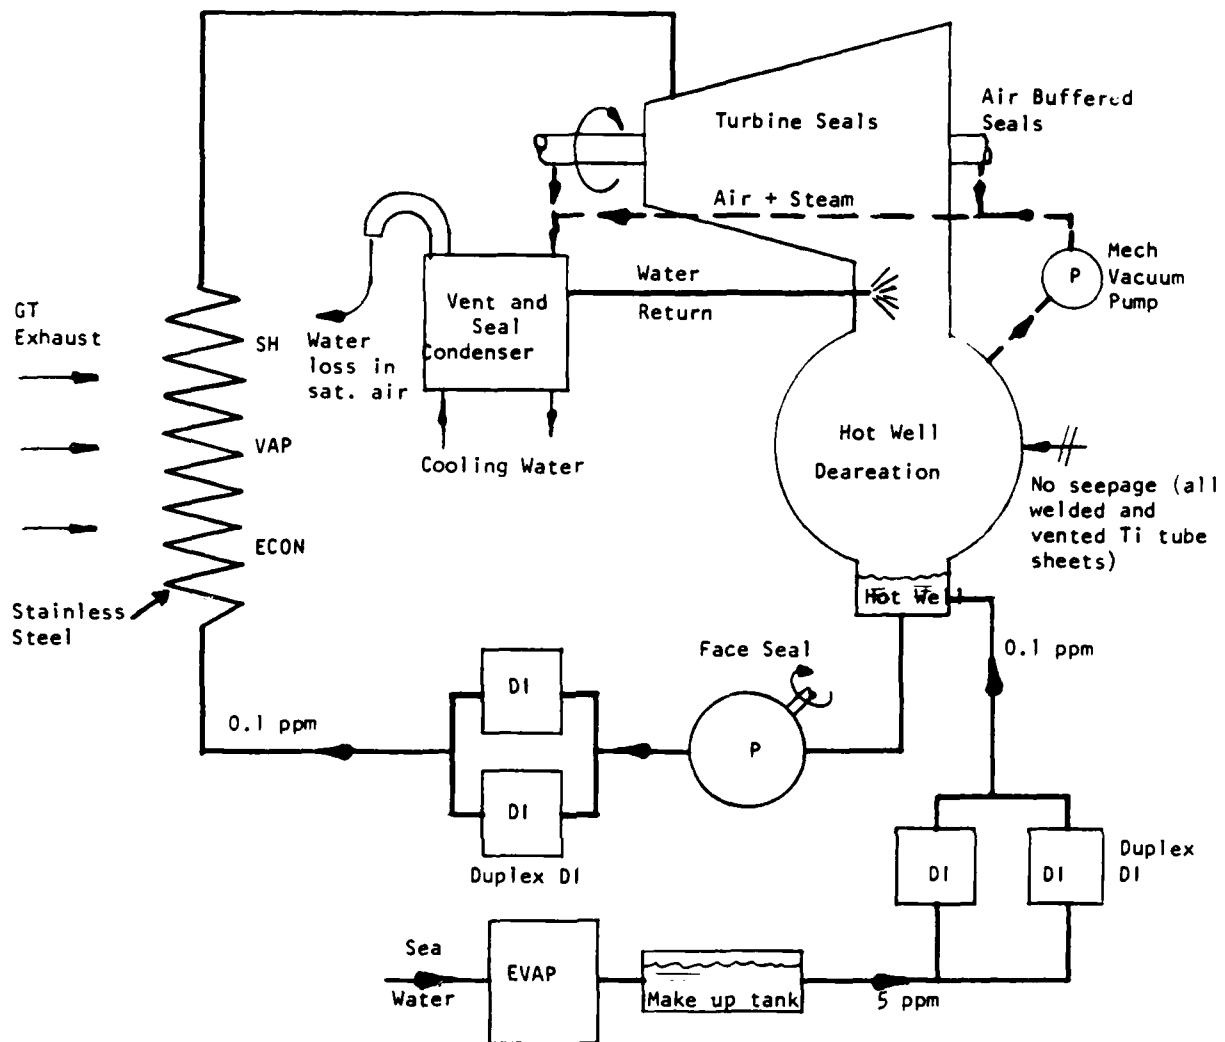 Turbine Seals
Air Buffered
Seals
Air + Steam
Mech
Vacuum
Pump
P
GT
Exhaust
SH
VAP
ECON
Water
loss in
sat. air
Vent and
Seal
Condenser
Water
Return
Cooling Water
Hot Well
Deareation
No seepage (all
welded and
vented Ti tube
sheets)
Hot Well
Stainless
Steel
0.1 ppm
DI
DI
Duplex DI
Face Seal
P
0.1 ppm
DI
DI
Duplex
DI
Sea
Water
EVAP
Make up tank
5 ppm